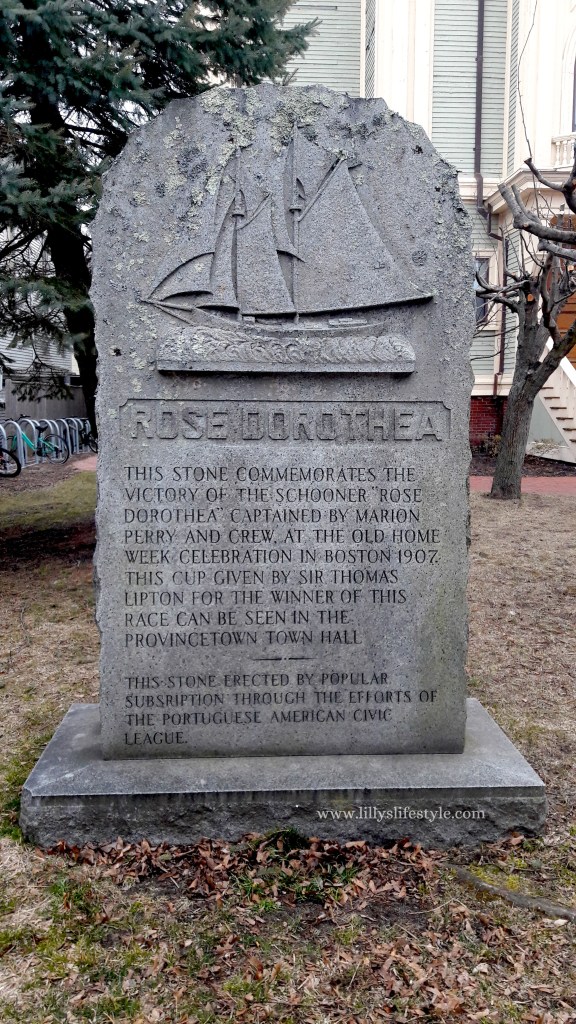 ROSE DOROTHEA
THIS STONE COMMEMORATES THE
VICTORY OF THE SCHOONER "ROSE
DOROTHEA", CAPTAINED BY MARION
PERRY AND CREW, AT THE OLD HOME
WEEK CELEBRATION IN BOSTON 1907.
THIS CUP GIVEN BY SIR THOMAS
LIPTON FOR THE WINNER OF THIS
RACE CAN BE SEEN IN THE
PROVINCETOWN TOWN HALL
THIS STONE ERECTED BY POPULAR
SUBSRIPTION THROUGH THE EFFORTS OF
THE PORTUGUESE AMERICAN CIVIC
LEAGUE.
www.lillyslifestyle.com